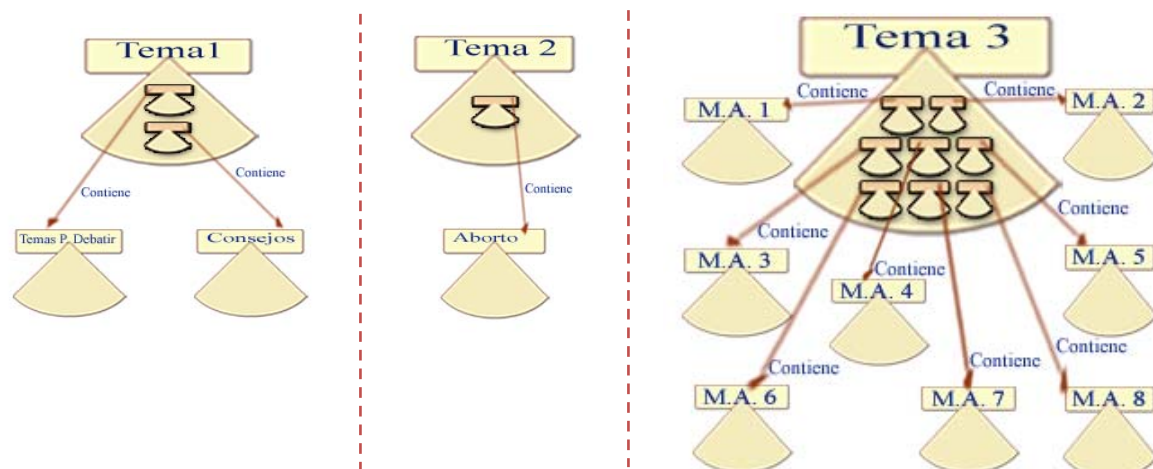 Tema1
Contiene
Contiene
Temas P. Debatir
Consejos
Tema 2
Contiene
Aborto
Tema 3
Contiene
Contiene
M.A. 1
M.A. 2
Contiene
Contiene
M.A. 3
Contiene
M.A. 5
M.A. 4
Contiene
Contiene
Contiene
M.A. 6
M.A. 7
M.A. 8